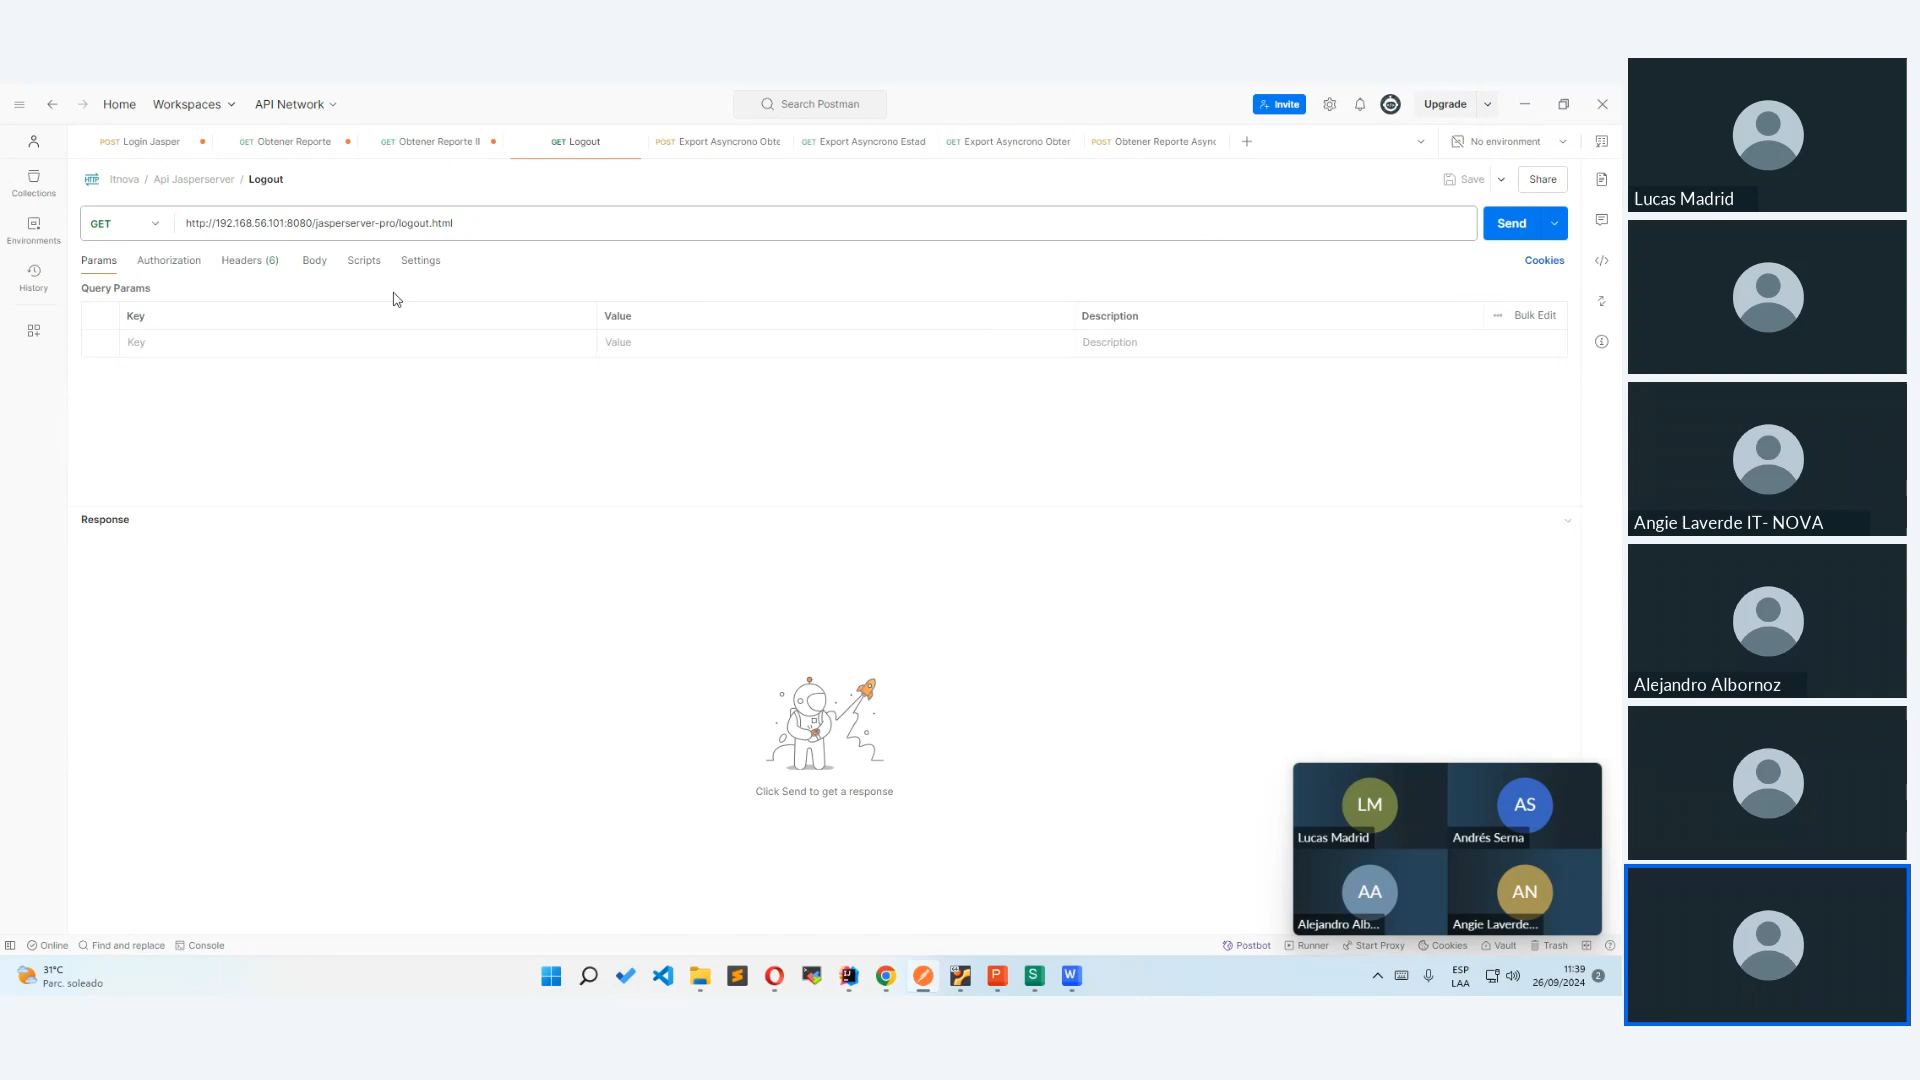 Home Workspaces API Network
Search Postman
Invite
Upgrade
POST Login Jasper
GET Obtener Reporte
GET Obtener Reporte II
GET Logout
POST Export Asyncrono Obte
GET Export Asyncrono Estad
GET Export Asyncrono Obter
POST Obtener Reporte Async
No environment
Collections
Environments
History
HTTP Itnova / Api Jasperserver / Logout
Save Share
GET http://192.168.56.101:8080/jasperserver-pro/logout.html
Send
Params Authorization Headers (6) Body Scripts Settings
Cookies
Query Params
Key Value Description Bulk Edit
Key Value Description
Response
Click Send to get a response
LM
Lucas Madrid
AS
Andrés Serna
AA
Alejandro Alb...
AN
Angie Laverde...
Online Find and replace Console
Postbot Runner Start Proxy Cookies Vault Trash
31°C
Parc. soleado
P S W
ESP
LAA
11:39
26/09/2024
2
Lucas Madrid
Angie Laverde IT- NOVA
Alejandro Albornoz